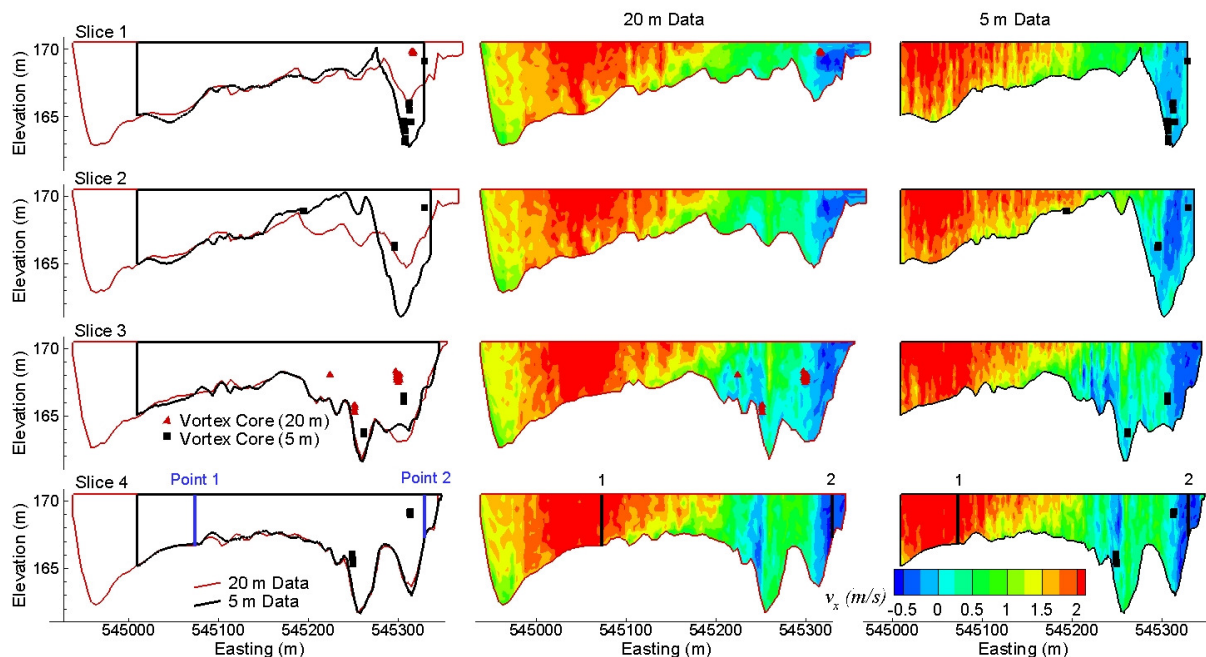 20 m Data 5 m Data
Slice 1
170
165
Elevation (m)
Slice 2
170
165
Elevation (m)
Slice 3
170
165
Elevation (m)
Vortex Core (20 m)
Vortex Core (5 m)
Slice 4
Point 1 Point 2 1 2 1 2
170
165
Elevation (m)
20 m Data
5 m Data
v_x (m/s)
-0.5 0 0.5 1 1.5 2
545000 545100 545200 545300 545000 545100 545200 545300 545000 545100 545200 545300
Easting (m) Easting (m) Easting (m)